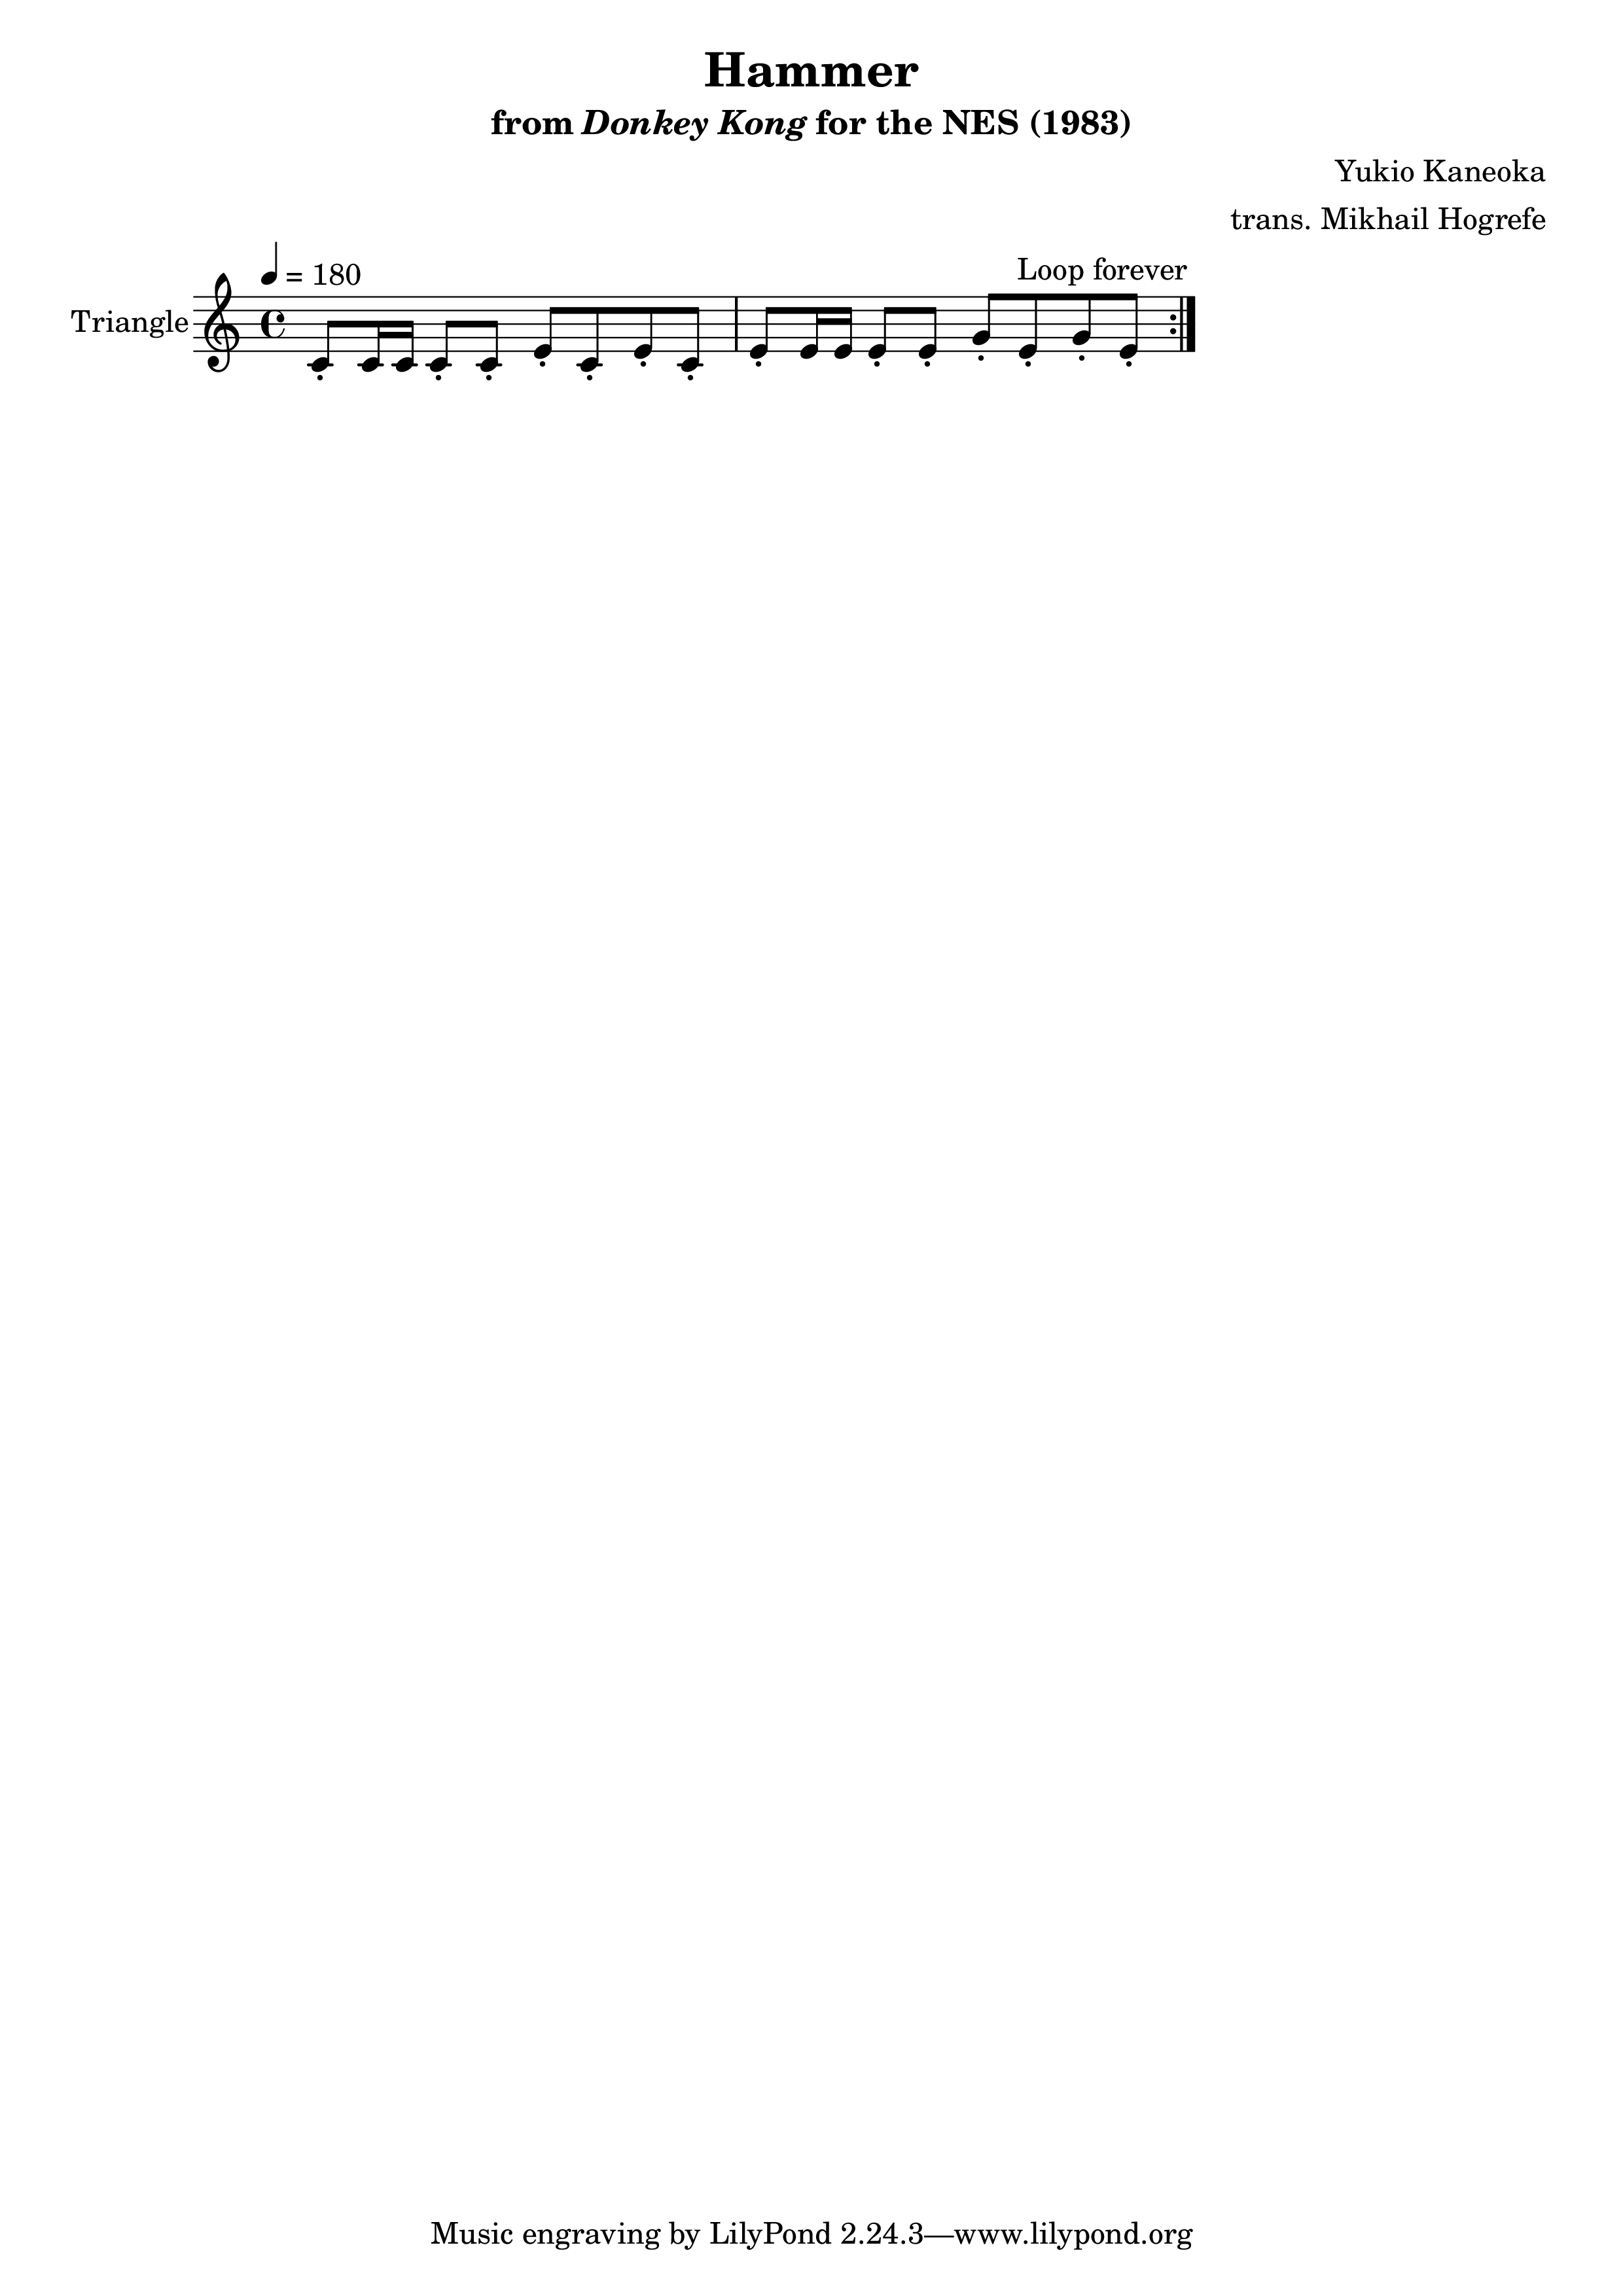 Hammer
from Donkey Kong for the NES (1983)
Yukio Kaneoka
trans. Mikhail Hogrefe
= 180
Loop forever
Triangle
Music engraving by LilyPond 2.24.3—www.lilypond.org